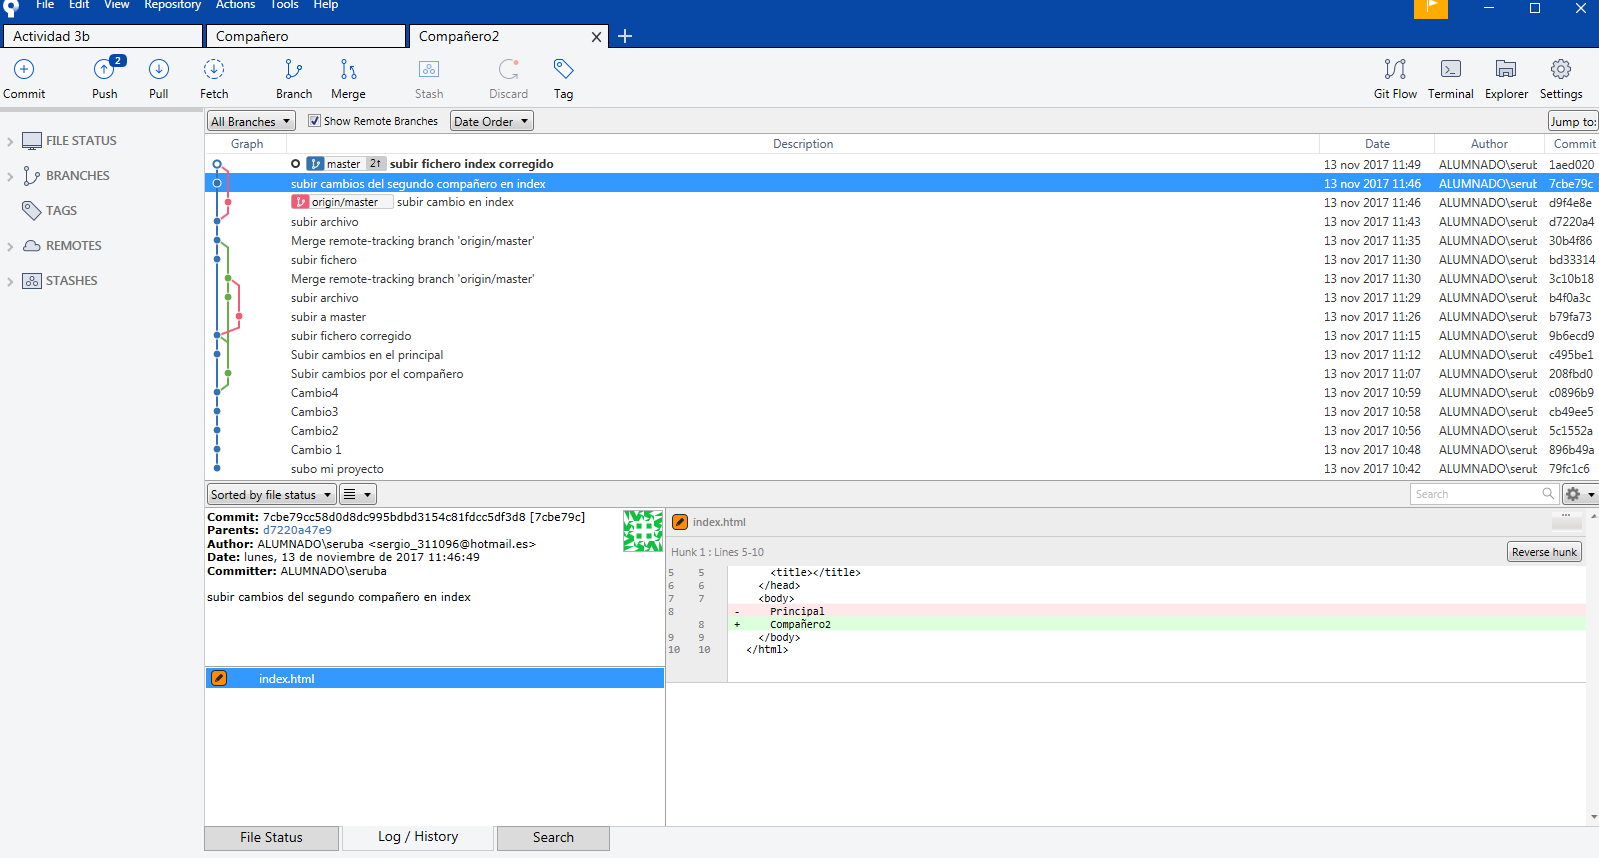 File Edit View Repository Actions Tools Help
Actividad 3b Compañero Compañero2
Commit Push 2 Pull Fetch Branch Merge Stash Discard Tag Git Flow Terminal Explorer Settings
FILE STATUS
BRANCHES
TAGS
REMOTES
STASHES
All Branches Show Remote Branches Date Order Jump to:
Graph Description Date Author Commit
master 2↑ subir fichero index corregido 13 nov 2017 11:49 ALUMNADO\serub 1aed020
subir cambios del segundo compañero en index 13 nov 2017 11:46 ALUMNADO\serub 7cbe79c
origin/master subir cambio en index 13 nov 2017 11:46 ALUMNADO\serub d9f4e8e
subir archivo 13 nov 2017 11:43 ALUMNADO\serub d7220a4
Merge remote-tracking branch 'origin/master' 13 nov 2017 11:35 ALUMNADO\serub 30b4f86
subir fichero 13 nov 2017 11:30 ALUMNADO\serub bd33314
Merge remote-tracking branch 'origin/master' 13 nov 2017 11:30 ALUMNADO\serub 3c10b18
subir archivo 13 nov 2017 11:29 ALUMNADO\serub b4f0a3c
subir a master 13 nov 2017 11:26 ALUMNADO\serub b79fa73
subir fichero corregido 13 nov 2017 11:15 ALUMNADO\serub 9b6ecd9
Subir cambios en el principal 13 nov 2017 11:12 ALUMNADO\serub c495be1
Subir cambios por el compañero 13 nov 2017 11:07 ALUMNADO\serub 208fbd0
Cambio4 13 nov 2017 10:59 ALUMNADO\serub c0896b9
Cambio3 13 nov 2017 10:58 ALUMNADO\serub cb49ee5
Cambio2 13 nov 2017 10:56 ALUMNADO\serub 5c1552a
Cambio 1 13 nov 2017 10:48 ALUMNADO\serub 896b49a
subo mi proyecto 13 nov 2017 10:42 ALUMNADO\serub 79fc1c6
Sorted by file status Search
Commit: 7cbe79cc58d0d8dc995bdbd3154c81fdcc5df3d8 [7cbe79c]
Parents: d7220a47e9
Author: ALUMNADO\seruba <sergio_311096@hotmail.es>
Date: lunes, 13 de noviembre de 2017 11:46:49
Committer: ALUMNADO\seruba
subir cambios del segundo compañero en index
index.html
index.html
Hunk 1 : Lines 5-10 Reverse hunk
5 5 <title></title>
6 6 </head>
7 7 <body>
8 - Principal
8 + Compañero2
9 9 </body>
10 10 </html>
File Status Log / History Search